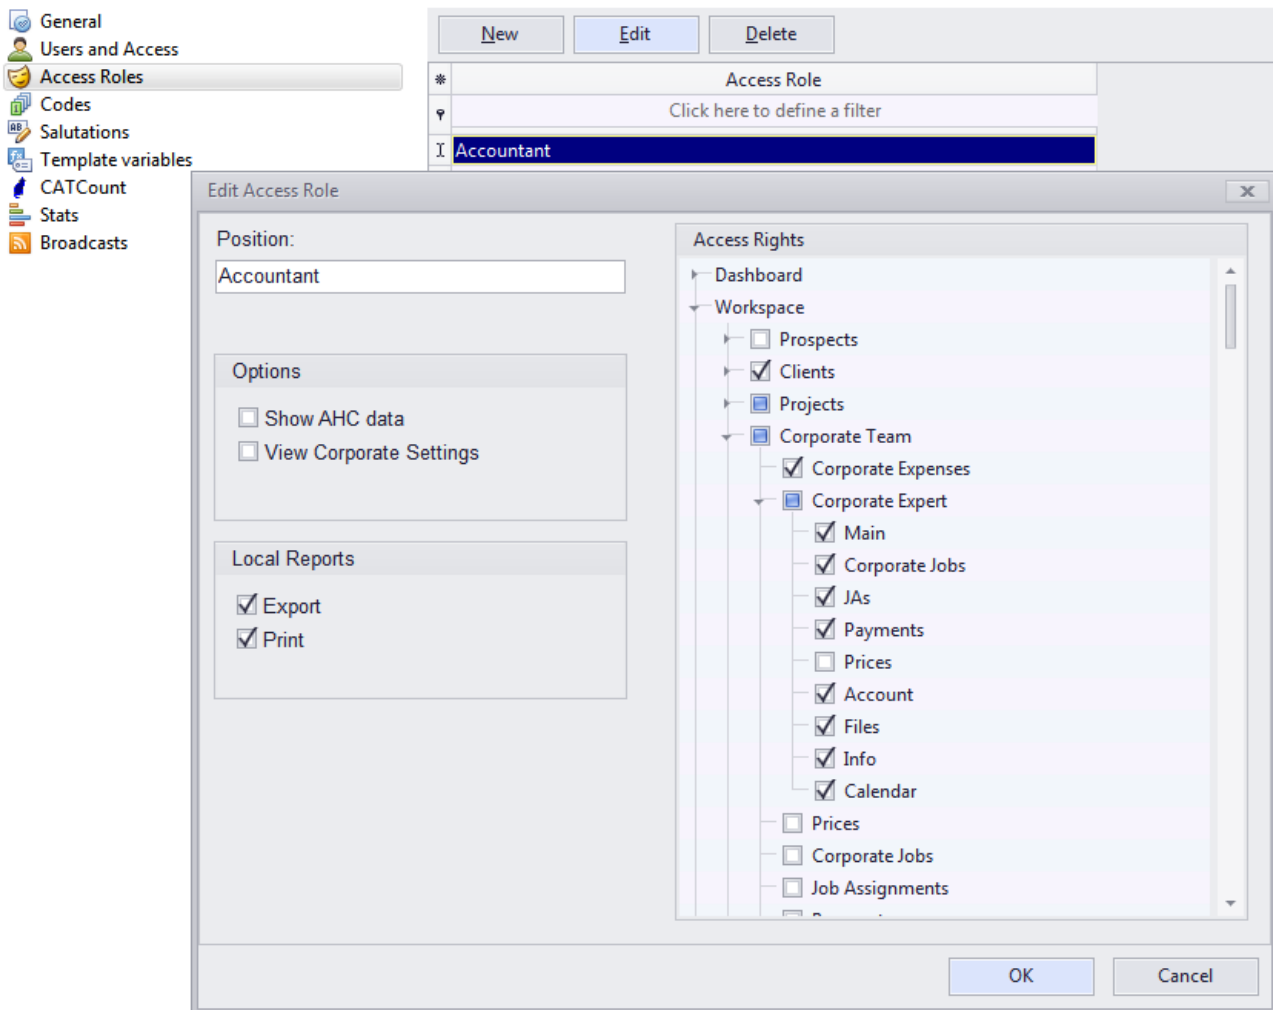 General
Users and Access
Access Roles
Codes
Salutations
Template variables
CATCount
Stats
Broadcasts
New Edit Delete
Access Role
Click here to define a filter
Accountant
Edit Access Role
Position:
Accountant
Options
Show AHC data
View Corporate Settings
Local Reports
Export
Print
Access Rights
Dashboard
Workspace
Prospects
Clients
Projects
Corporate Team
Corporate Expenses
Corporate Expert
Main
Corporate Jobs
JAs
Payments
Prices
Account
Files
Info
Calendar
Prices
Corporate Jobs
Job Assignments
OK Cancel